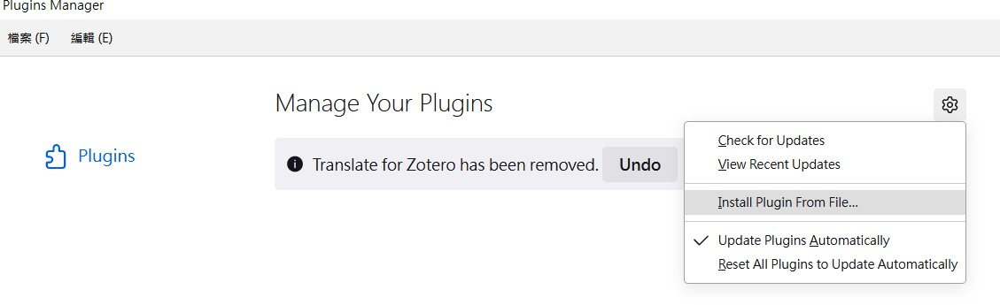 Plugins Manager
檔案 (F) 編輯 (E)
Manage Your Plugins
Plugins
Translate for Zotero has been removed. Undo
Check for Updates
View Recent Updates
Install Plugin From File...
Update Plugins Automatically
Reset All Plugins to Update Automatically